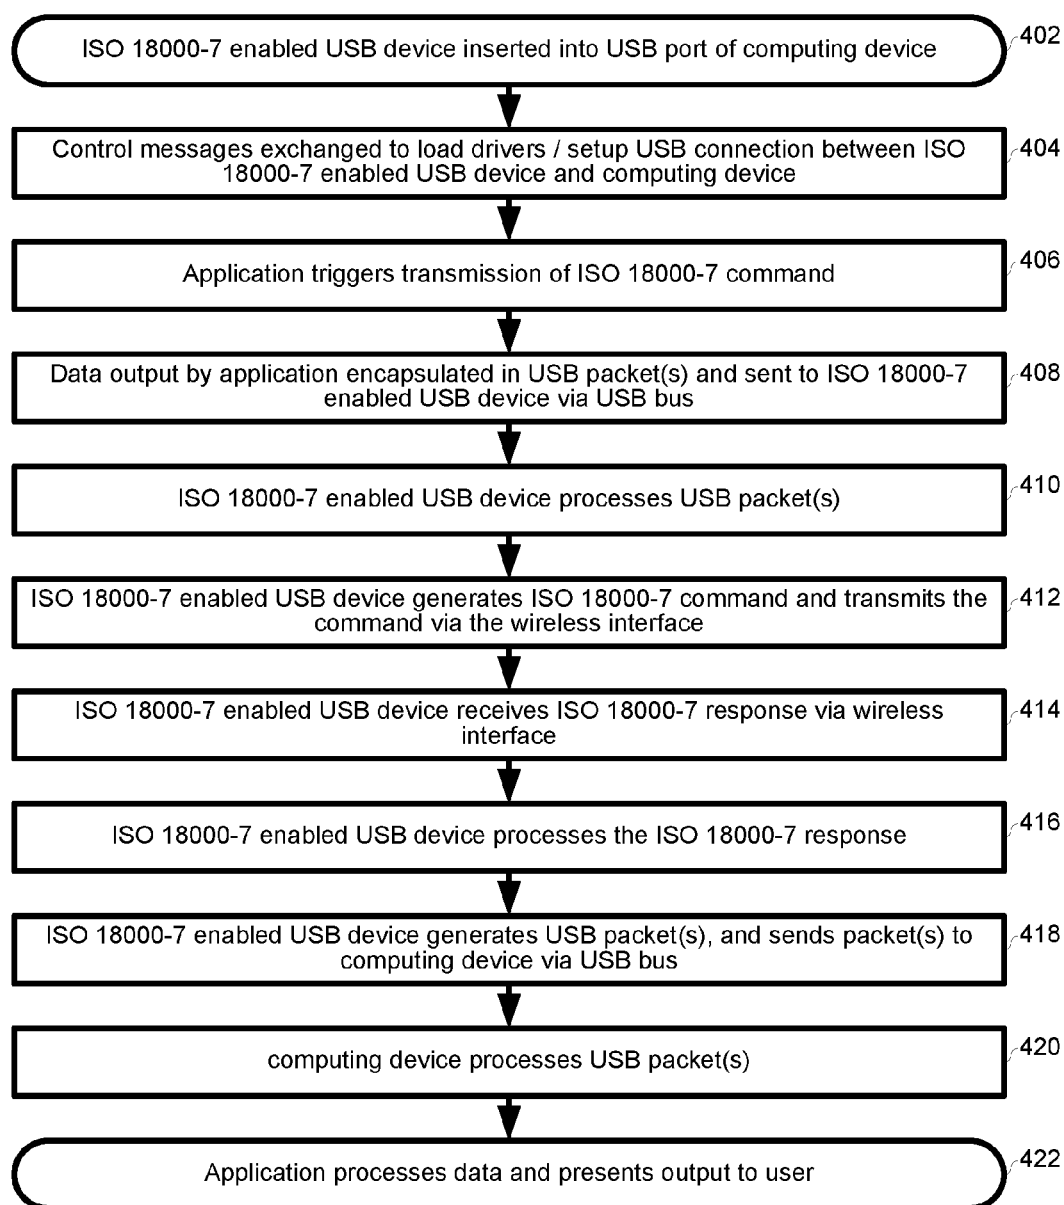 ISO 18000-7 enabled USB device inserted into USB port of computing device
402
Control messages exchanged to load drivers / setup USB connection between ISO
18000-7 enabled USB device and computing device
404
Application triggers transmission of ISO 18000-7 command
406
Data output by application encapsulated in USB packet(s) and sent to ISO 18000-7
enabled USB device via USB bus
408
ISO 18000-7 enabled USB device processes USB packet(s)
410
ISO 18000-7 enabled USB device generates ISO 18000-7 command and transmits the
command via the wireless interface
412
ISO 18000-7 enabled USB device receives ISO 18000-7 response via wireless
interface
414
ISO 18000-7 enabled USB device processes the ISO 18000-7 response
416
ISO 18000-7 enabled USB device generates USB packet(s), and sends packet(s) to
computing device via USB bus
418
computing device processes USB packet(s)
420
Application processes data and presents output to user
422